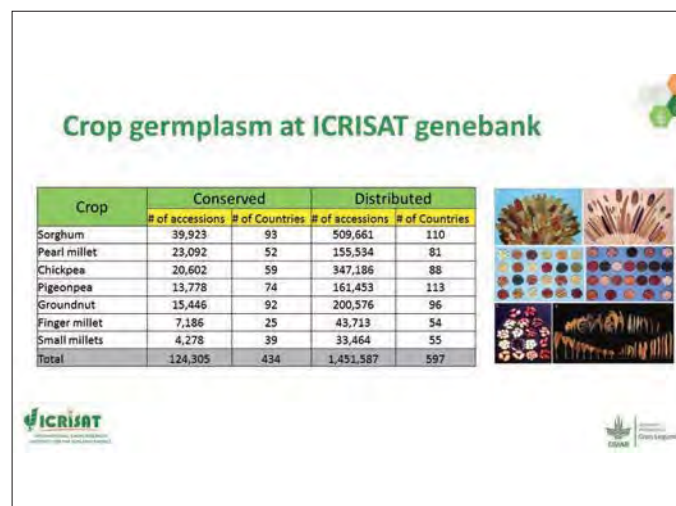 Crop germplasm at ICRISAT genebank
Crop Conserved Distributed
# of accessions # of Countries # of accessions # of Countries
Sorghum 39,923 93 509,661 110
Pearl millet 23,092 52 155,534 81
Chickpea 20,602 59 347,186 88
Pigeonpea 13,778 74 161,453 113
Groundnut 15,446 92 200,576 96
Finger millet 7,186 25 43,713 54
Small millets 4,278 39 33,464 55
Total 124,305 434 1,451,587 597
ICRISAT
CGIAR